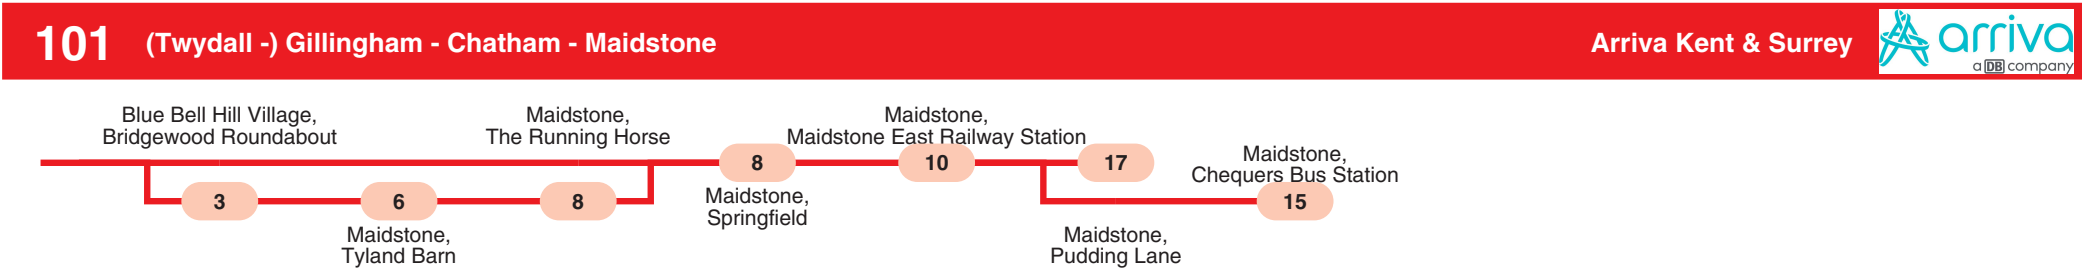 101 (Twydall -) Gillingham - Chatham - Maidstone
Arriva Kent & Surrey
arriva
a DB company
Blue Bell Hill Village,
Bridgewood Roundabout
3
6
Maidstone,
Tyland Barn
Maidstone,
The Running Horse
8
8
Maidstone,
Springfield
Maidstone,
Maidstone East Railway Station
10
17
Maidstone,
Pudding Lane
Maidstone,
Chequers Bus Station
15